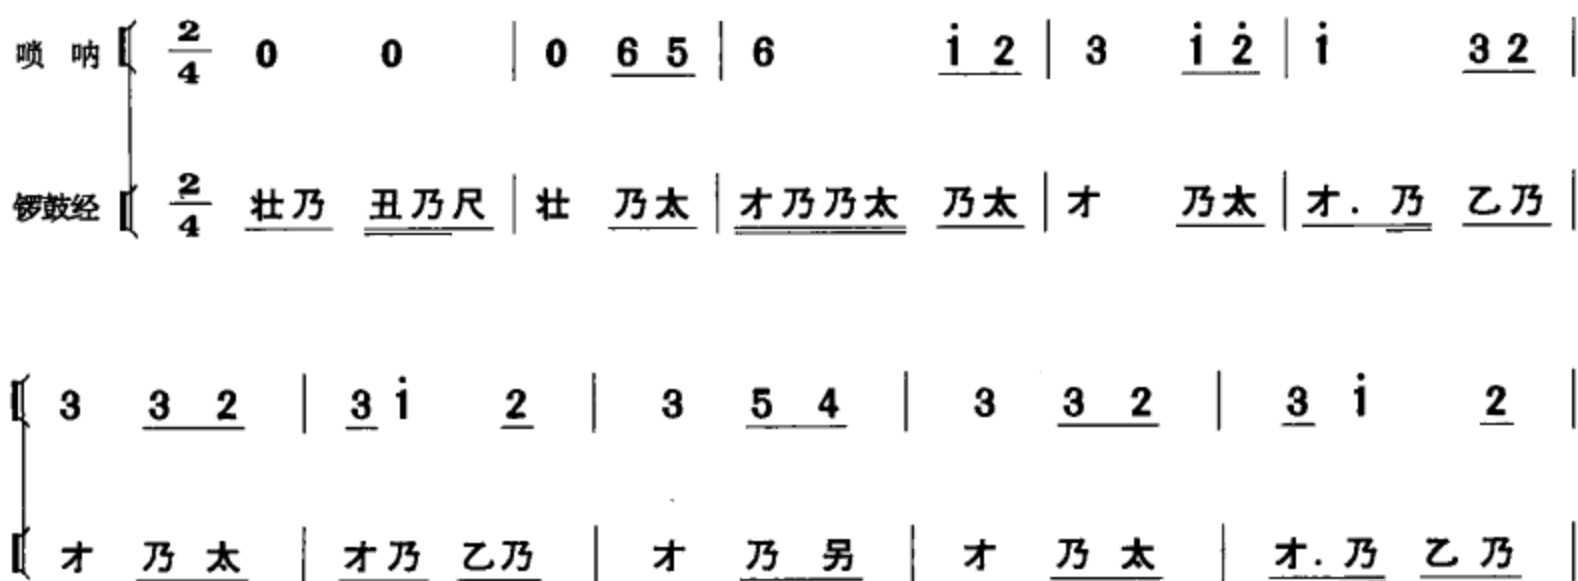 唢 呐 2/4 0 0 | 0 6 5 | 6 i 2 | 3 i 2̇ | i 3 2 |
锣鼓经 2/4 壮乃 丑乃尺 | 壮 乃太 | 才乃乃太 乃太 | 才 乃太 | 才. 乃 乙乃 |
3 3 2 | 3 i 2 | 3 5 4 | 3 3 2 | 3 i 2 |
才 乃 太 | 才乃 乙乃 | 才 乃 另 | 才 乃 太 | 才. 乃 乙 乃 |